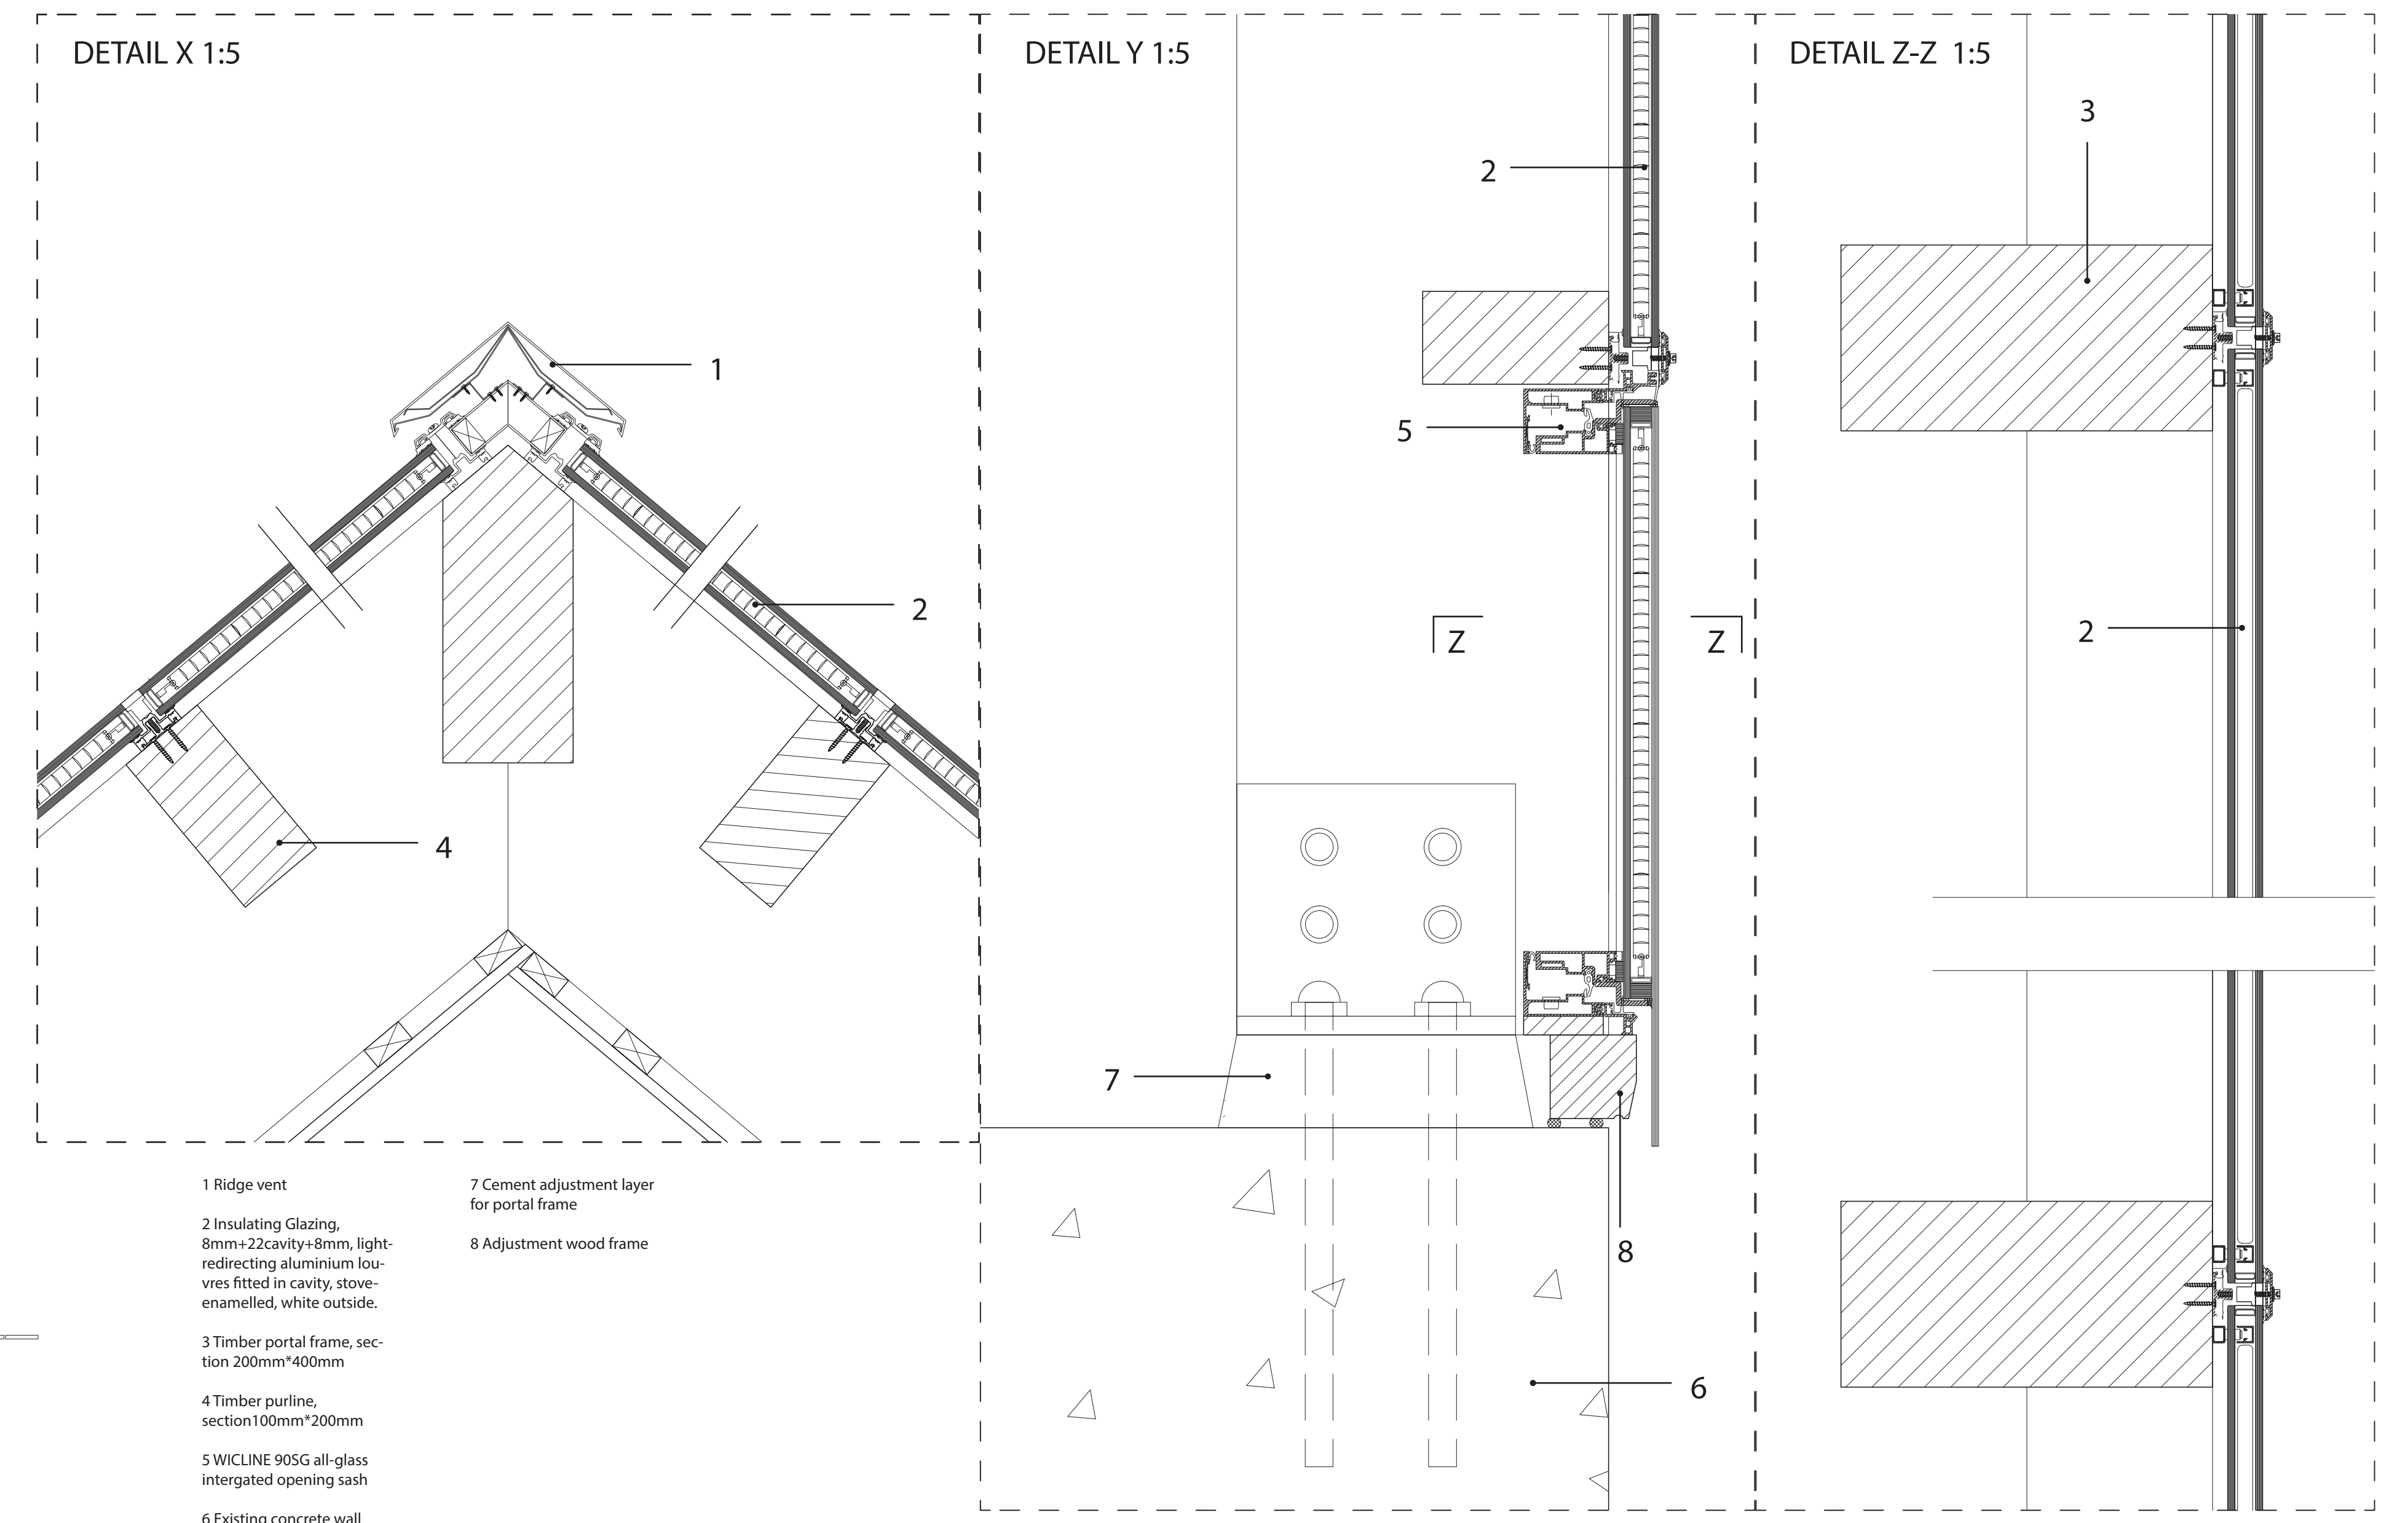 DETAIL X 1:5
1
2
4
DETAIL Y 1:5
2
5
Z
Z
7
8
6
DETAIL Z-Z 1:5
3
2
1 Ridge vent
2 Insulating Glazing,
8mm+22cavity+8mm, light-
redirecting aluminium lou-
vres fitted in cavity, stove-
enamelled, white outside.
3 Timber portal frame, sec-
tion 200mm*400mm
4 Timber purline,
section100mm*200mm
5 WICLINE 90SG all-glass
intergated opening sash
6 Existing concrete wall
7 Cement adjustment layer
for portal frame
8 Adjustment wood frame